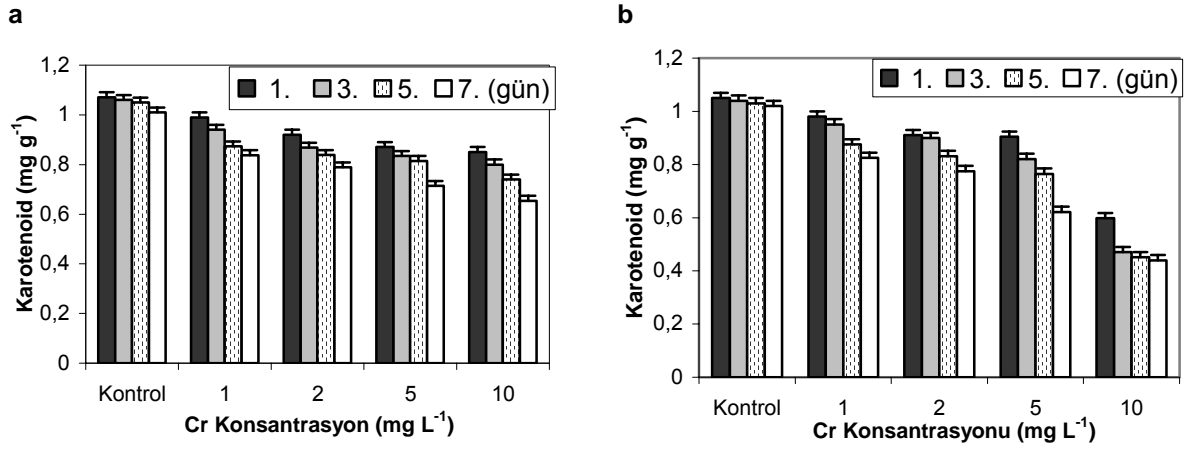 a
1,2
1
0,8
0,6
0,4
0,2
0
Karotenoid (mg g-1)
1. 3. 5. 7. (gün)
Kontrol 1 2 5 10
Cr Konsantrasyon (mg L-1)
b
1,2
1
0,8
0,6
0,4
0,2
0
Karotenoid (mg g-1)
1. 3. 5. 7. (gün)
Kontrol 1 2 5 10
Cr Konsantrasyonu (mg L-1)